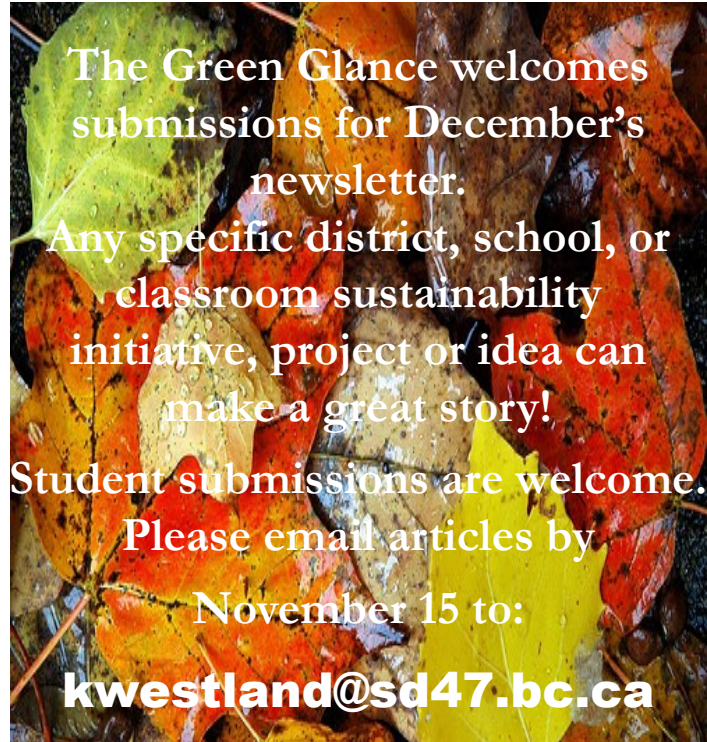 The Green Glance welcomes
submissions for December's
newsletter.
Any specific district, school, or
classroom sustainability
initiative, project or idea can
make a great story!
Student submissions are welcome.
Please email articles by
November 15 to:
kwestland@sd47.bc.ca